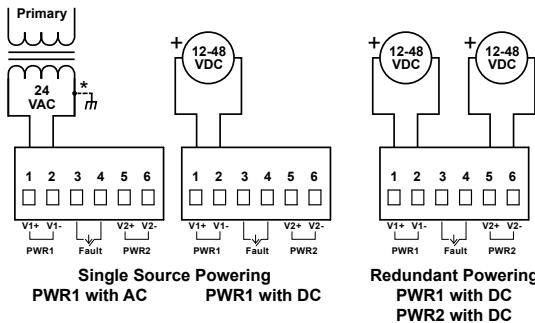 Primary
24
VAC
*
+
12-48
VDC
+
12-48
VDC
+
12-48
VDC
1 2 3 4 5 6
1 2 3 4 5 6
1 2 3 4 5 6
V1+ V1- V2+ V2-
V1+ V1- V2+ V2-
V1+ V1- V2+ V2-
PWR1 Fault PWR2
PWR1 Fault PWR2
PWR1 Fault PWR2
Single Source Powering
PWR1 with AC
PWR1 with DC
Redundant Powering
PWR1 with DC
PWR2 with DC